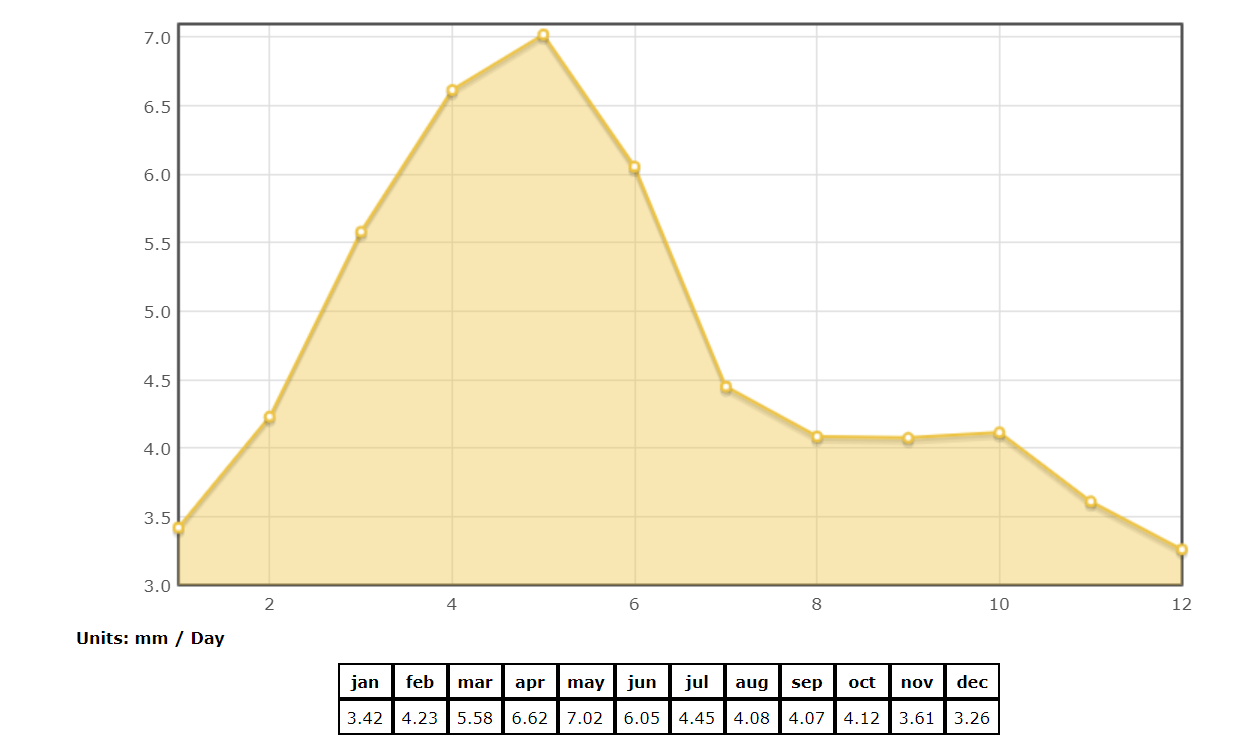 7.0
6.5
6.0
5.5
5.0
4.5
4.0
3.5
3.0
2 4 6 8 10 12
Units: mm / Day
jan feb mar apr may jun jul aug sep oct nov dec
3.42 4.23 5.58 6.62 7.02 6.05 4.45 4.08 4.07 4.12 3.61 3.26